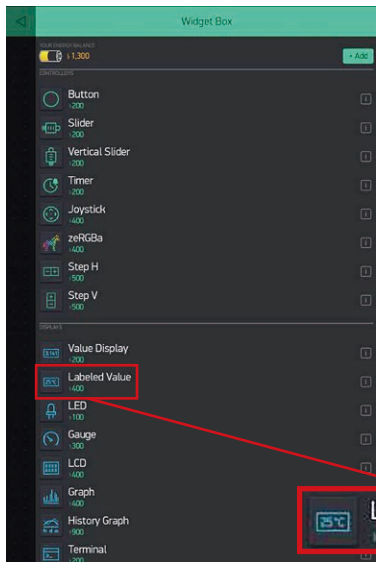 Widget Box
YOUR ENERGY BALANCE
1,300
+ Add
CONTROLLERS
Button
200
Slider
200
Vertical Slider
200
Timer
200
Joystick
400
zeRGBa
400
Step H
500
Step V
500
DISPLAYS
Value Display
200
Labeled Value
400
LED
100
Gauge
300
LCD
400
Graph
400
History Graph
900
25°C
Terminal
200